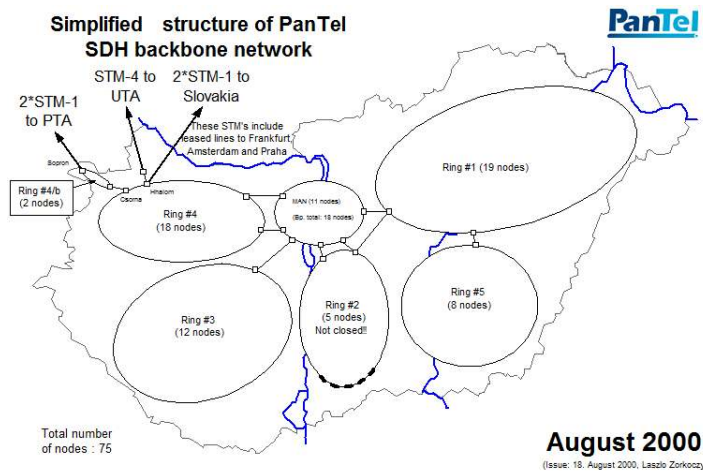 Simplified structure of PanTel
SDH backbone network
PanTel
STM-4 to
UTA
2*STM-1 to
Slovakia
2*STM-1
to PTA
These STM's include
leased lines to Frankfurt,
Amsterdam and Praha
Sopron
Ring #4/b
(2 nodes)
Csorna
Hhalom
Ring #1 (19 nodes)
MAN (11 nodes)
(Bp. total: 18 nodes)
Ring #4
(18 nodes)
Ring #3
(12 nodes)
Ring #2
(5 nodes)
Not closed!!
Ring #5
(8 nodes)
Total number
of nodes : 75
August 2000
(Issue: 18. August 2000, Laszlo Zorkoczy